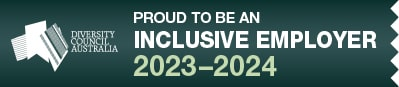 DIVERSITY
COUNCIL
AUSTRALIA
PROUD TO BE AN
INCLUSIVE EMPLOYER
2023–2024